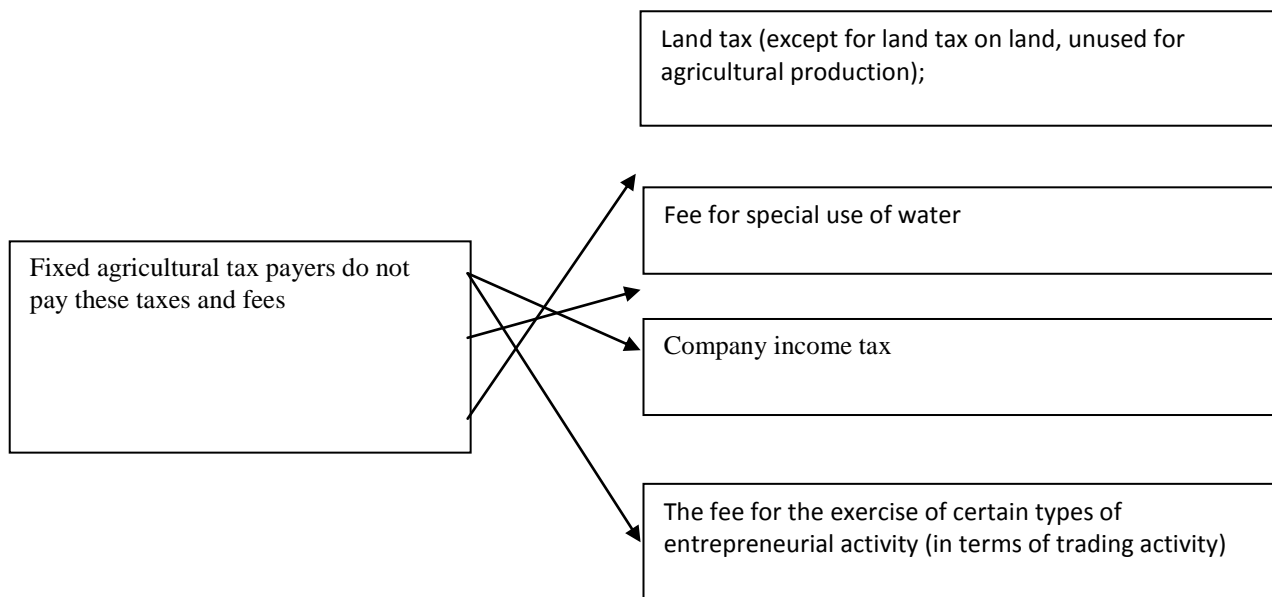 Land tax (except for land tax on land, unused for
agricultural production);
Fee for special use of water
Fixed agricultural tax payers do not
pay these taxes and fees
Company income tax
The fee for the exercise of certain types of
entrepreneurial activity (in terms of trading activity)